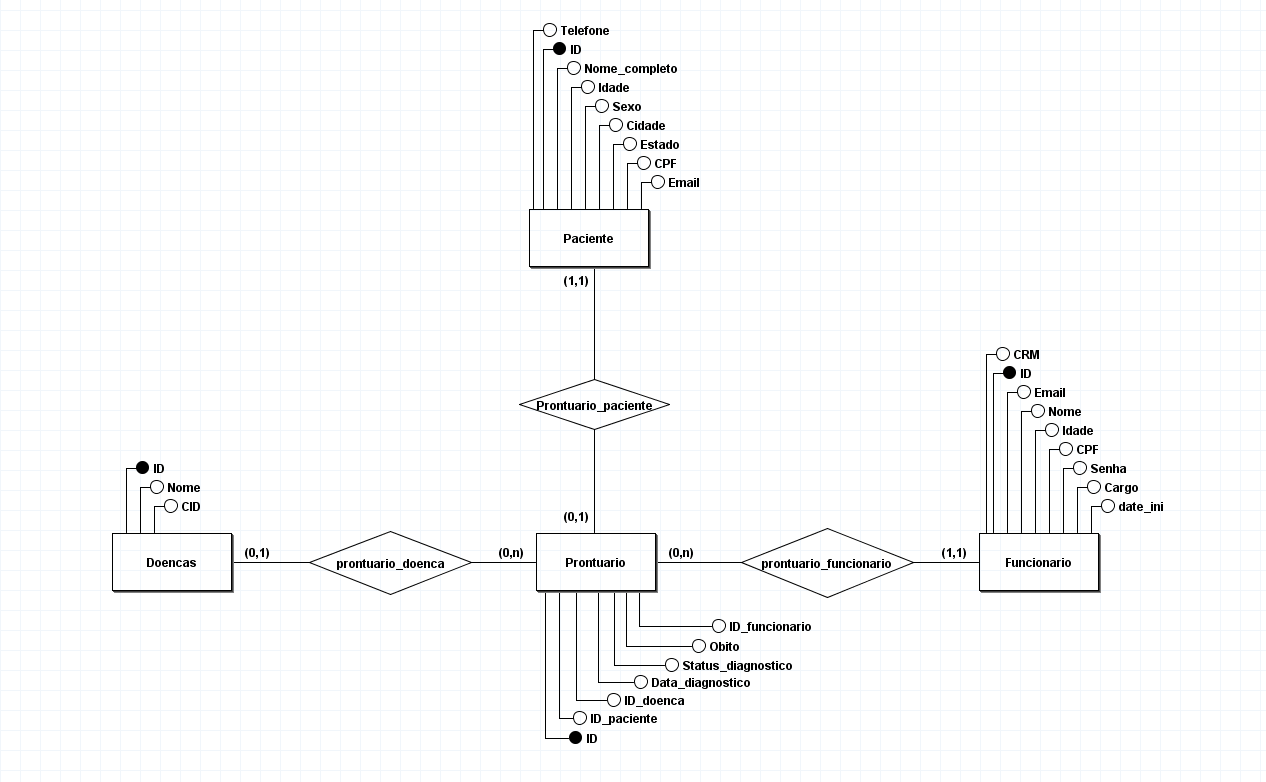 Telefone
ID
Nome_completo
Idade
Sexo
Cidade
Estado
CPF
Email
Paciente
(1,1)
Prontuario_paciente
(0,1)
CRM
ID
Email
Nome
Idade
CPF
Senha
Cargo
date_ini
ID
Nome
CID
Doencas
(0,1)
prontuario_doenca
(0,n)
Prontuario
(0,n)
prontuario_funcionario
(1,1)
Funcionario
ID_funcionario
Obito
Status_diagnostico
Data_diagnostico
ID_doenca
ID_paciente
ID